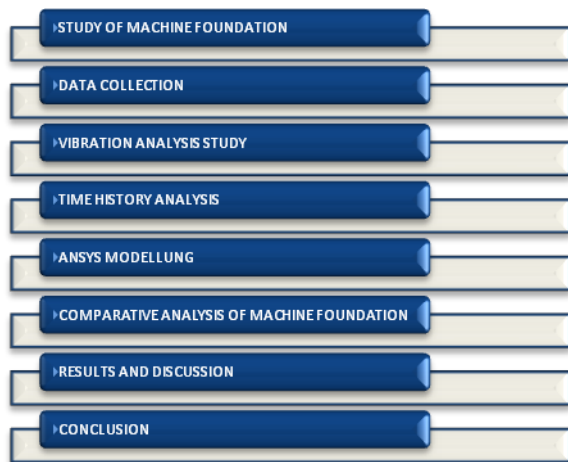 STUDY OF MACHINE FOUNDATION
DATA COLLECTION
VIBRATION ANALYSIS STUDY
TIME HISTORY ANALYSIS
ANSYS MODELLUNG
COMPARATIVE ANALYSIS OF MACHINE FOUNDATION
RESULTS AND DISCUSSION
CONCLUSION